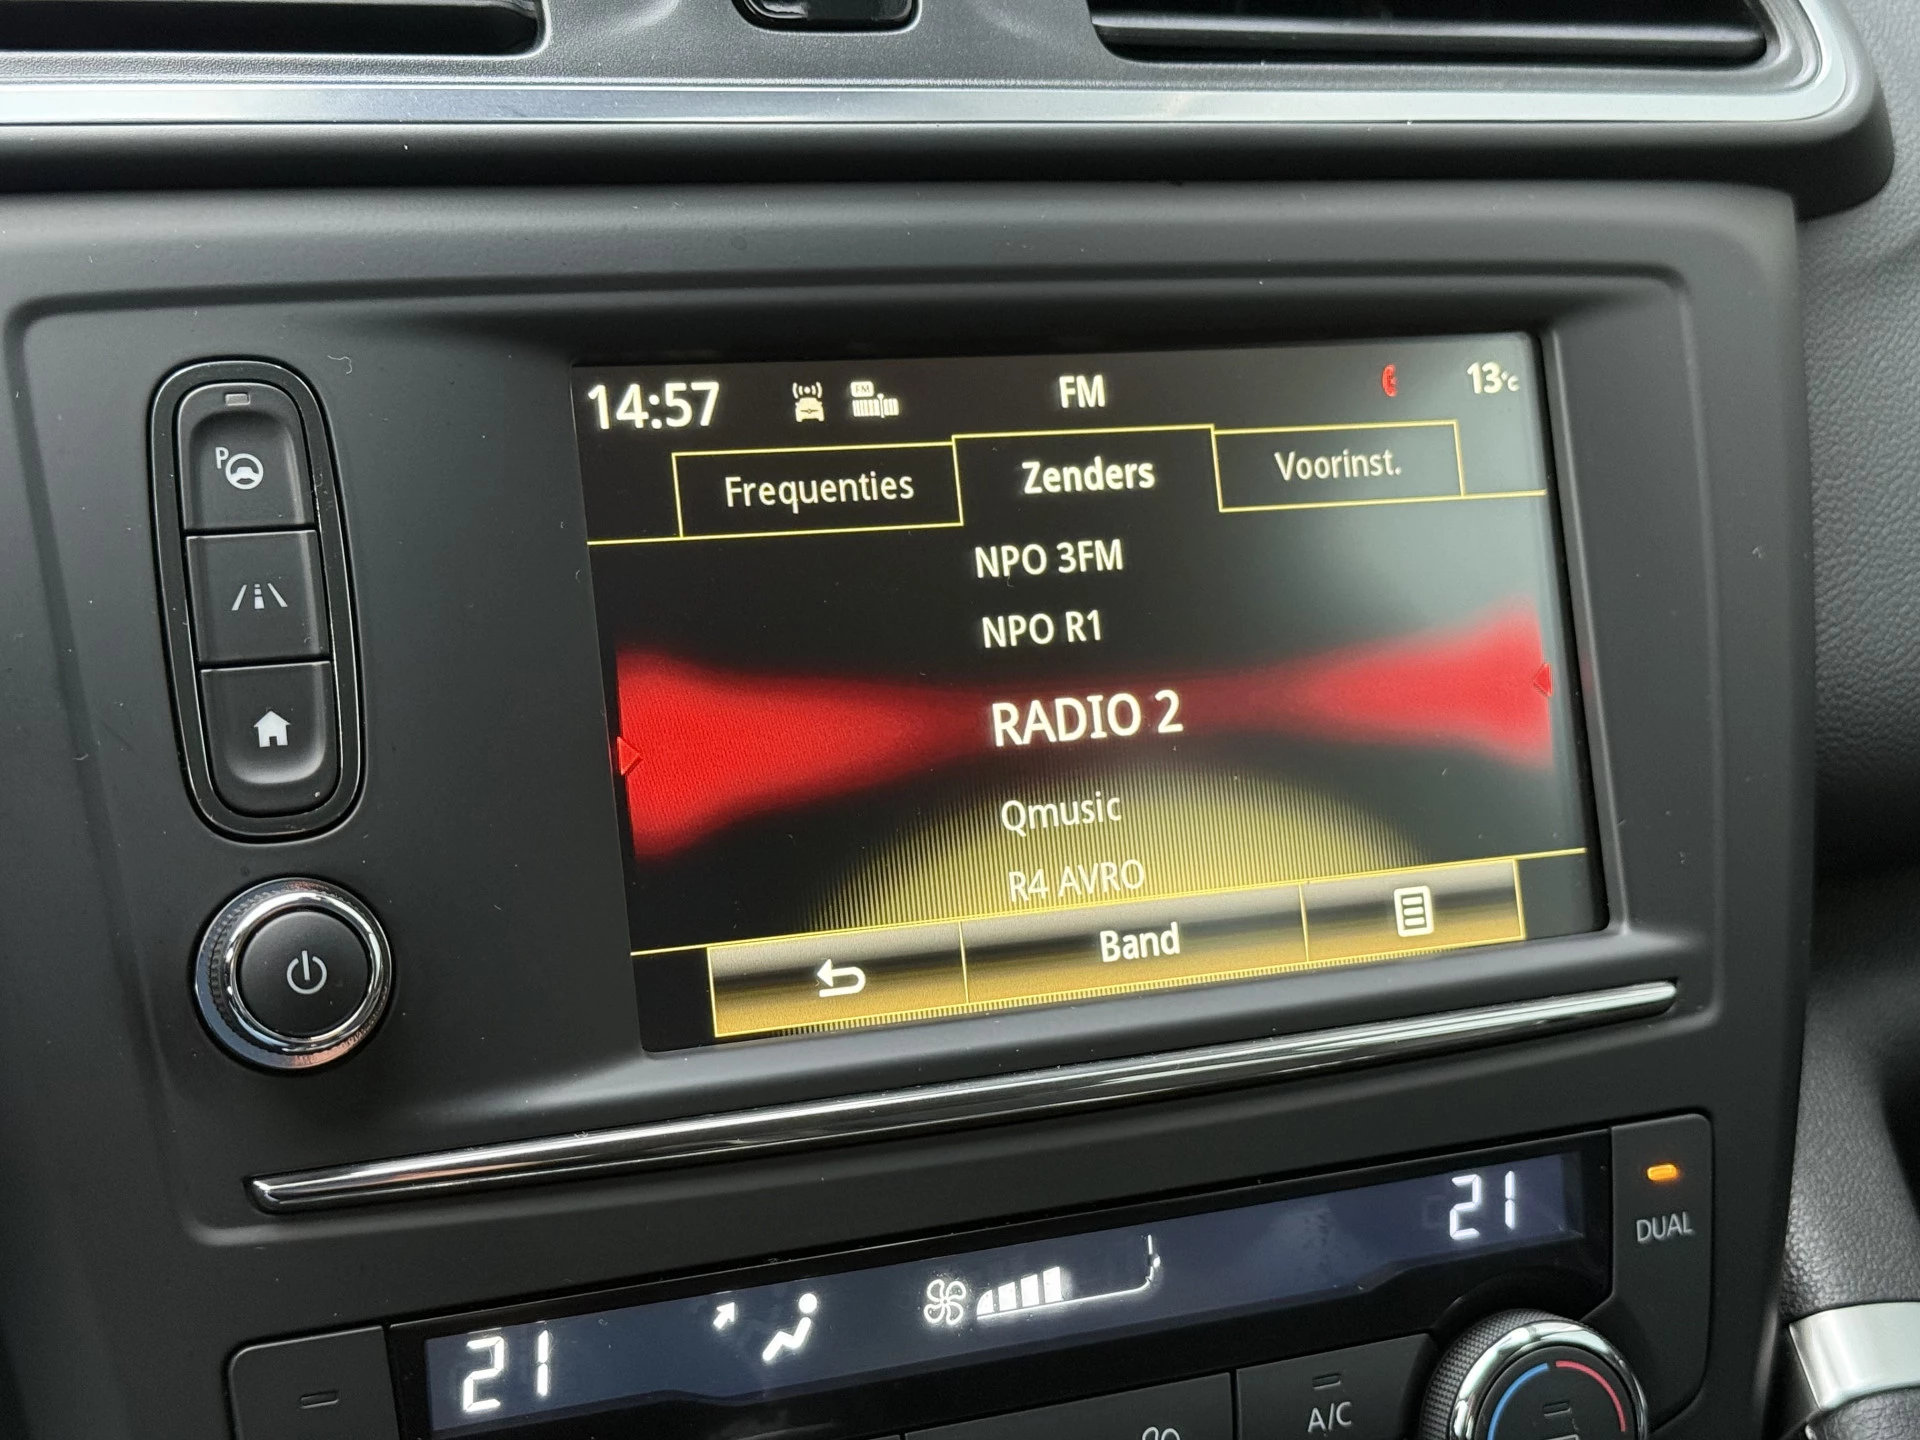 14:57 FM 13°C
Frequenties Zenders Voorinst.
NPO 3FM
NPO R1
RADIO 2
Qmusic
R4 AVRO
Band
P
21
DUAL
21
A/C